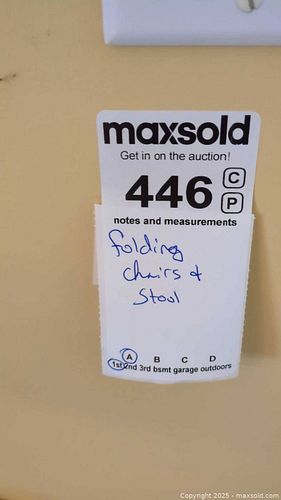 maxsold
Get in on the auction!
446 C
P
notes and measurements
folding
chairs +
Stool
A B C D
1st 2nd 3rd bsmt garage outdoors
Copyright © 2025 - maxsold.com